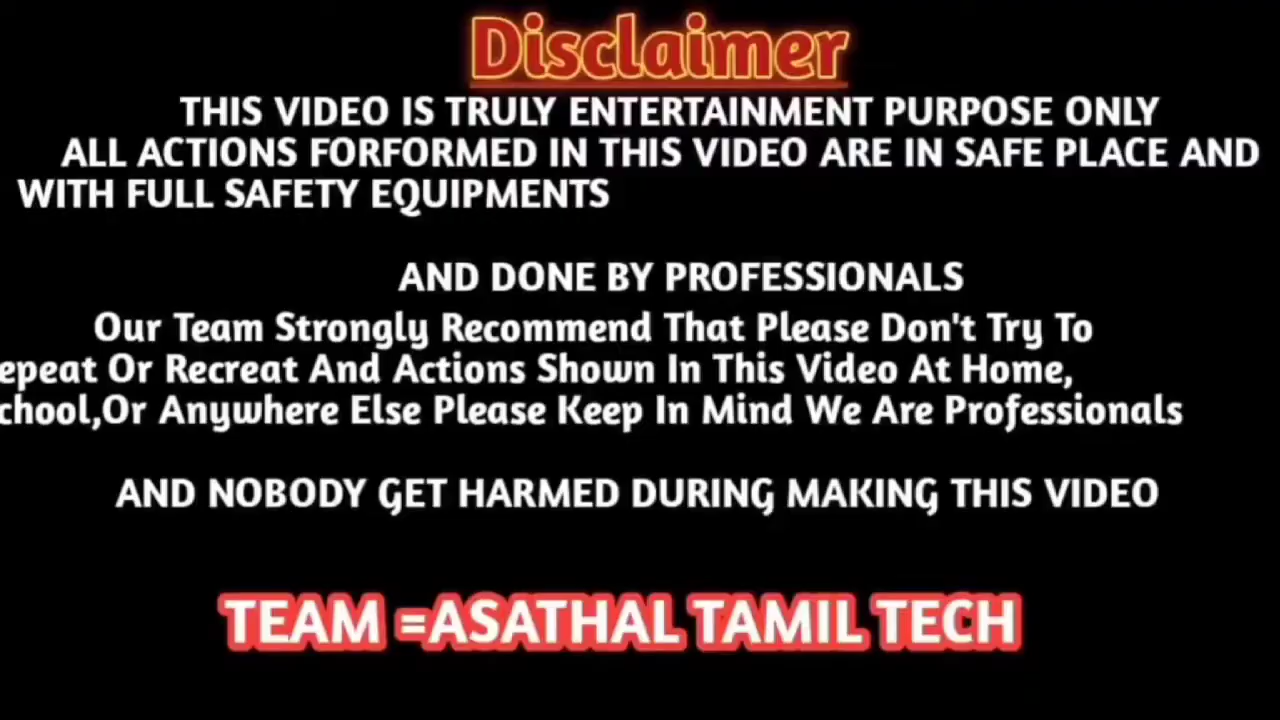 Disclaimer
THIS VIDEO IS TRULY ENTERTAINMENT PURPOSE ONLY
ALL ACTIONS FORFORMED IN THIS VIDEO ARE IN SAFE PLACE AND
WITH FULL SAFETY EQUIPMENTS
AND DONE BY PROFESSIONALS
Our Team Strongly Recommend That Please Don't Try To
epeat Or Recreat And Actions Shown In This Video At Home,
chool,Or Anywhere Else Please Keep In Mind We Are Professionals
AND NOBODY GET HARMED DURING MAKING THIS VIDEO
TEAM =ASATHAL TAMIL TECH